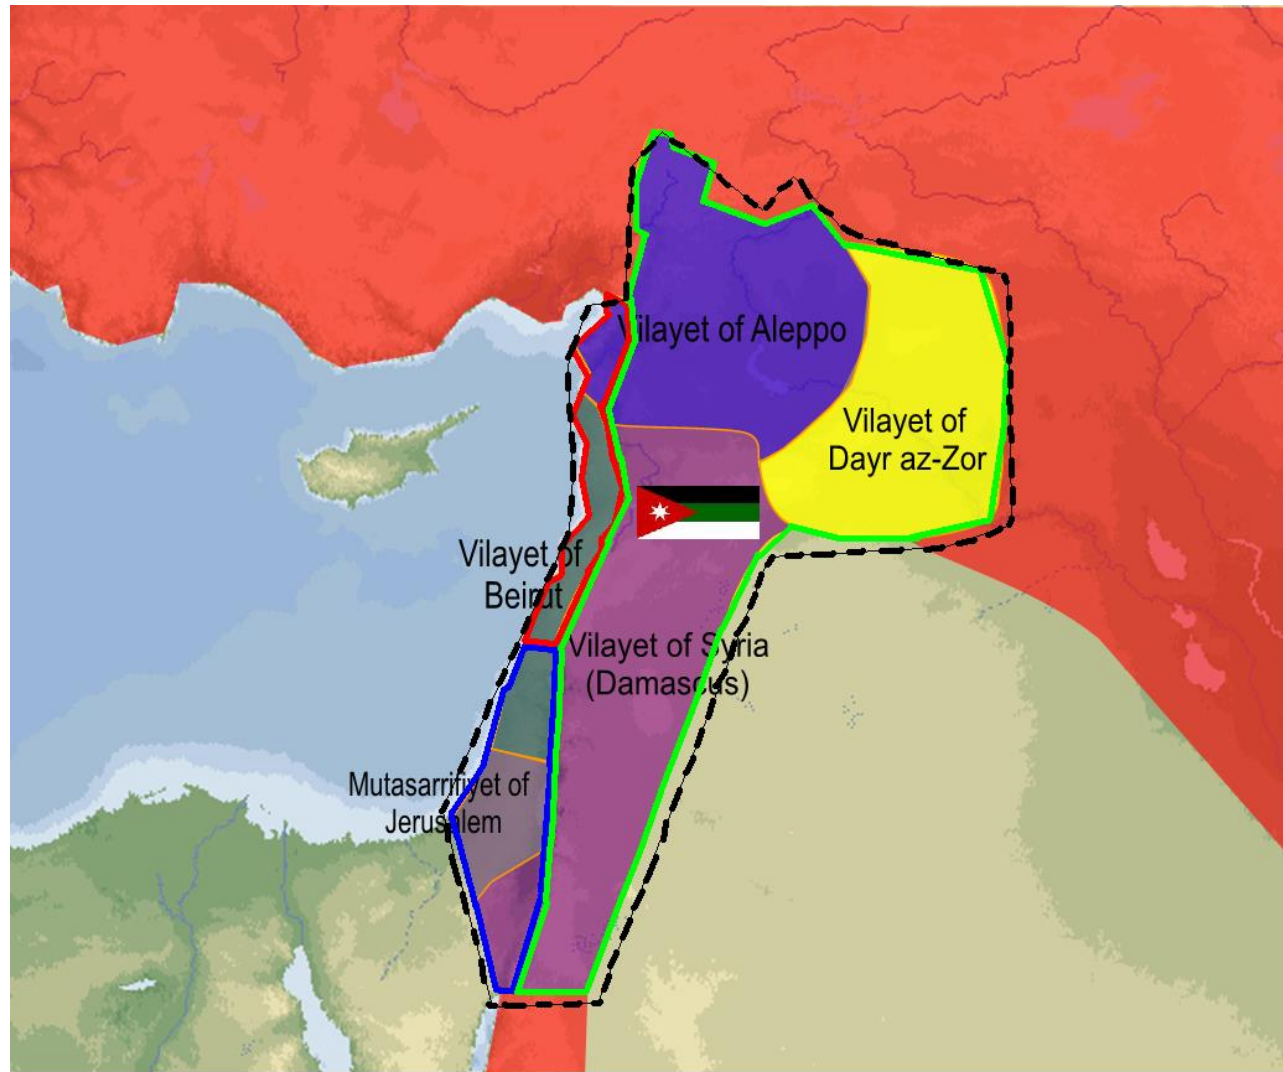 Vilayet of Aleppo
Vilayet of
Dayr az-Zor
Vilayet of
Beirut
Vilayet of Syria
(Damascus)
Mutasarrifiyet of
Jerusalem